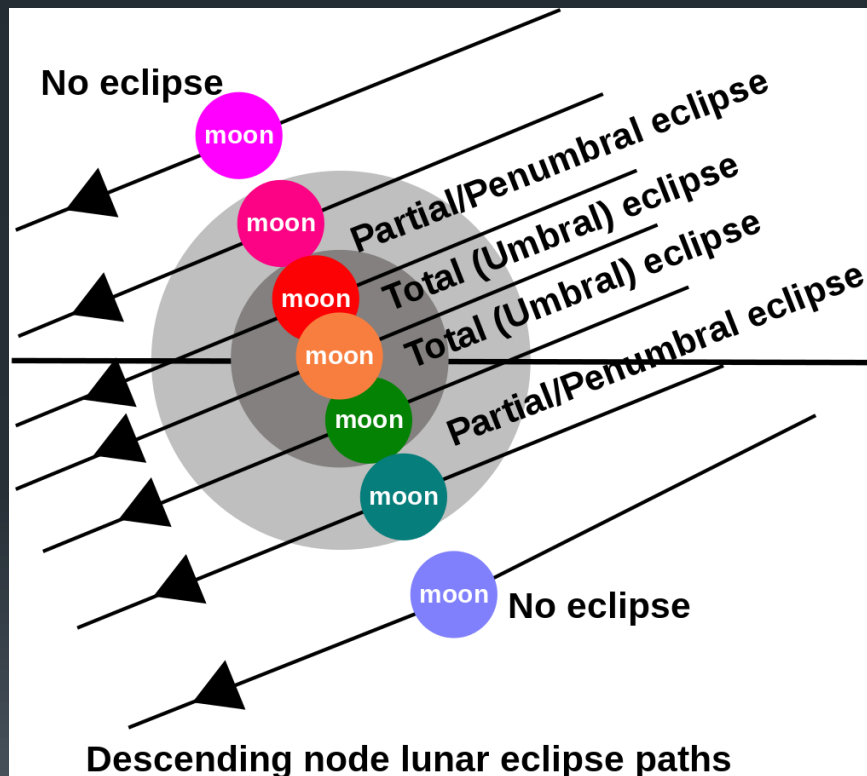 No eclipse
moon
moon
Partial/Penumbral eclipse
moon
Total (Umbral) eclipse
moon
Total (Umbral) eclipse
moon
Partial/Penumbral eclipse
moon
moon
No eclipse
Descending node lunar eclipse paths